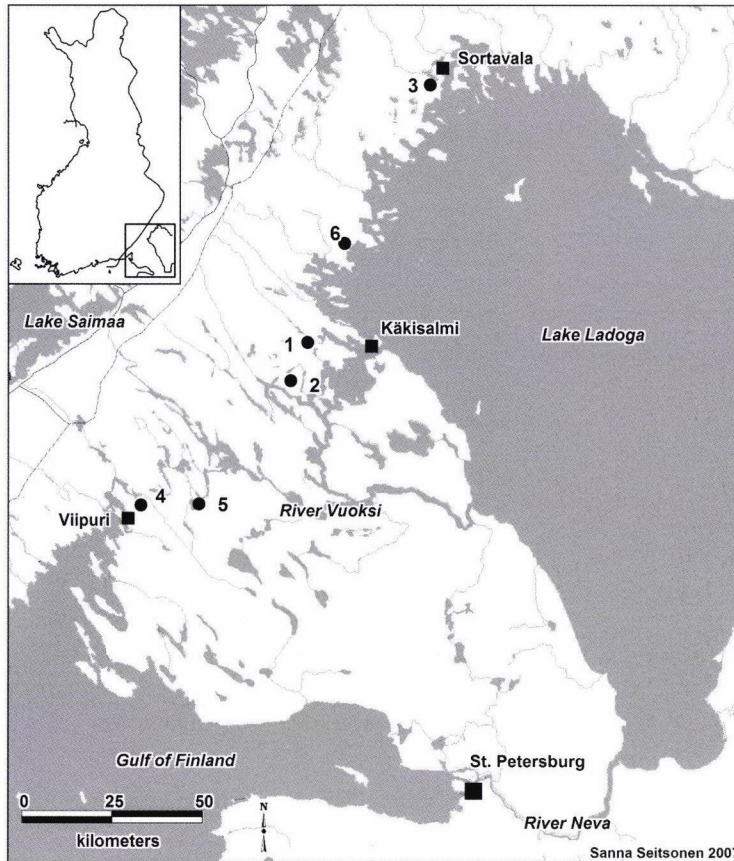 Sortavala
3
6
Lake Saimaa
Käkisalmi
Lake Ladoga
1
2
4
5
Viipuri
River Vuoksi
Gulf of Finland
St. Petersburg
0 25 50
kilometers
N
River Neva
Sanna Seitsonen 2007